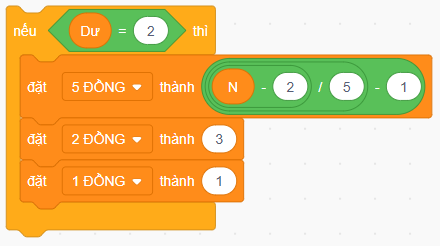 nếu Dư = 2 thì
đặt 5 ĐỒNG thành N - 2 / 5 - 1
đặt 2 ĐỒNG thành 3
đặt 1 ĐỒNG thành 1